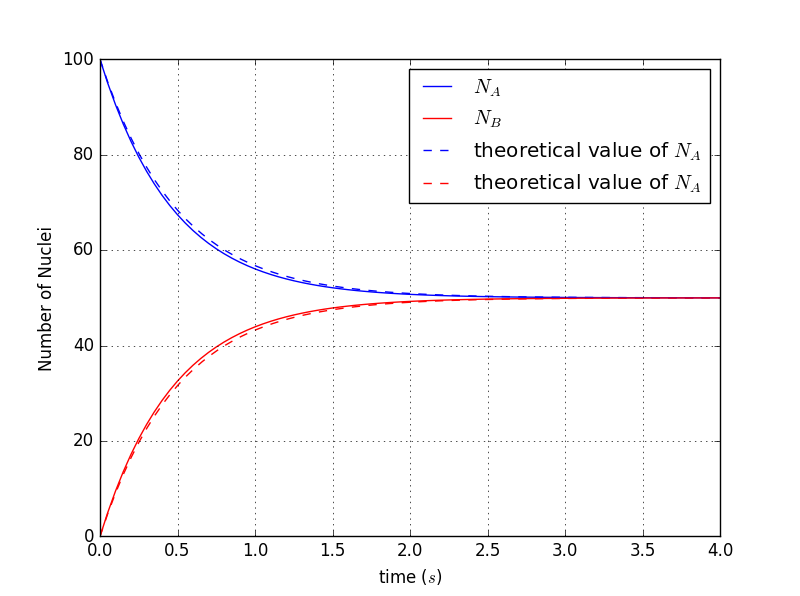 100
80
60
40
20
0
Number of Nuclei
N_A
N_B
theoretical value of N_A
theoretical value of N_A
0.0 0.5 1.0 1.5 2.0 2.5 3.0 3.5 4.0
time (s)